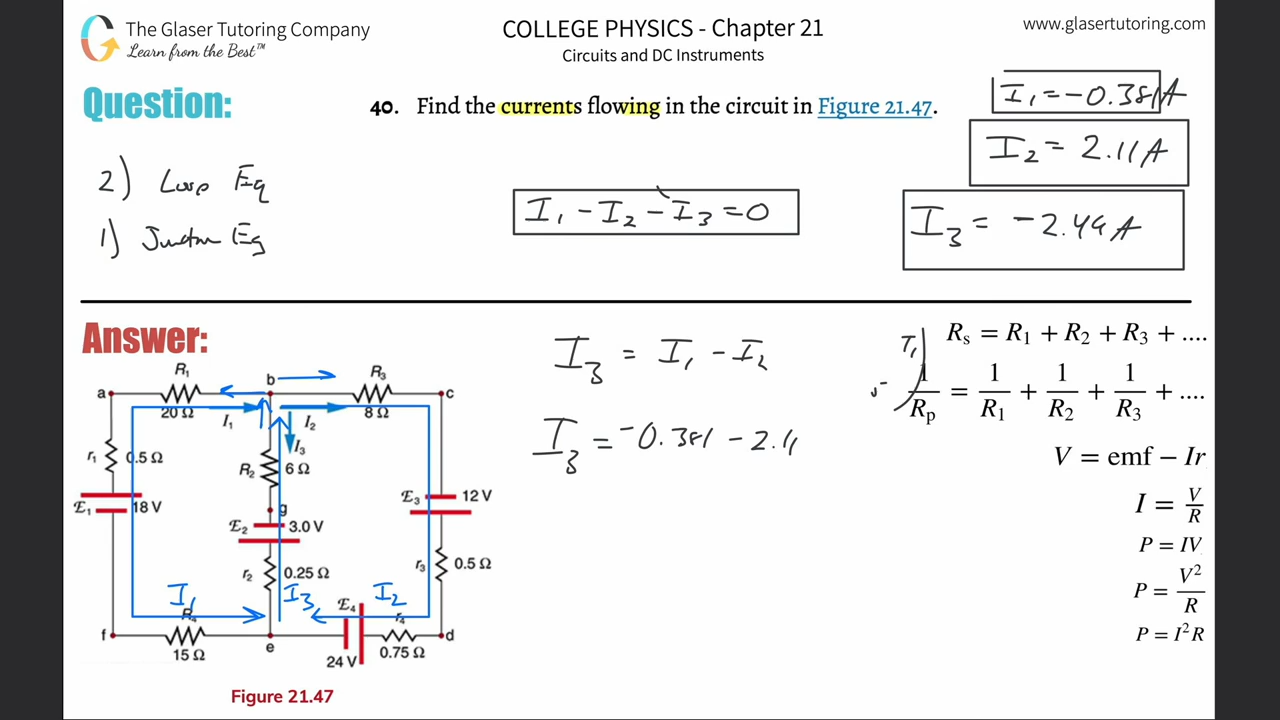 The Glaser Tutoring Company
Learn from the Best™
COLLEGE PHYSICS - Chapter 21
Circuits and DC Instruments
www.glasertutoring.com
Question:
40. Find the currents flowing in the circuit in Figure 21.47.
I₁ = -0.381A
I₂ = 2.11A
I₃ = -2.49A
2) Loop Eq
1) Junction Eq
I₁ - I₂ - I₃ = 0
Answer:
I₃ = I₁ - I₂
I₃ = -0.381 - 2.11
Rs = R1 + R2 + R3 + ....
1/Rp = 1/R1 + 1/R2 + 1/R3 + ....
V = emf − Ir
I = V/R
P = IV
P = V²/R
P = I²R
R₁
b
R₃
a
c
20 Ω
I₁
I₂
8 Ω
r₁
0.5 Ω
I₃
R₂
6 Ω
ℰ₁
18 V
g
ℰ₂
3.0 V
ℰ₃
12 V
r₂
0.25 Ω
r₃
0.5 Ω
I₁
I₃
I₂
ℰ₄
r₄
f
e
d
15 Ω
24 V
0.75 Ω
Figure 21.47